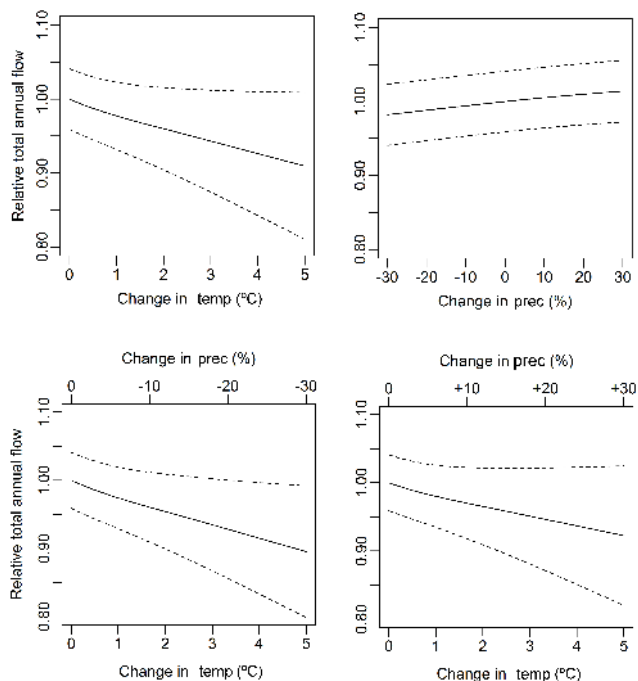 Relative total annual flow
1.10
1.00
0.90
0.80
0 1 2 3 4 5
Change in temp (ºC)
1.10
1.00
0.90
0.80
-30 -20 -10 0 10 20 30
Change in prec (%)
Change in prec (%)
0 -10 -20 -30
Relative total annual flow
1.10
1.00
0.90
0.80
0 1 2 3 4 5
Change in temp (ºC)
Change in prec (%)
0 +10 +20 +30
1.10
1.00
0.90
0.80
0 1 2 3 4 5
Change in temp (ºC)